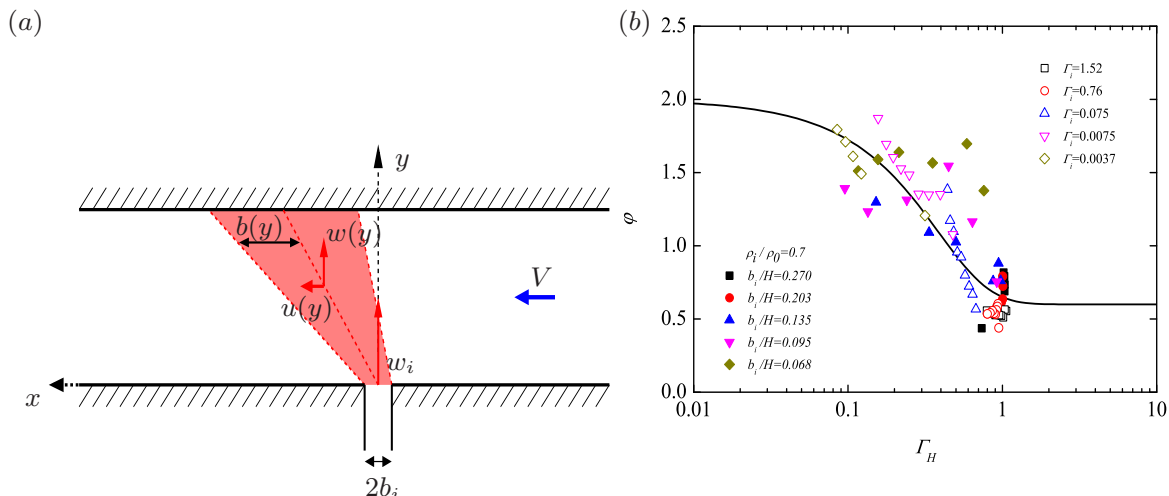 (a)
y
b(y)
w(y)
u(y)
V
w_i
x
2b_i
(b)
2.5
2.0
1.5
1.0
0.5
0.0
φ
Γ_i=1.52
Γ_i=0.76
Γ_i=0.075
Γ_i=0.0075
Γ_i=0.0037
ρ_i / ρ_0=0.7
b_i/H=0.270
b_i/H=0.203
b_i/H=0.135
b_i/H=0.095
b_i/H=0.068
0.01 0.1 1 10
Γ_H